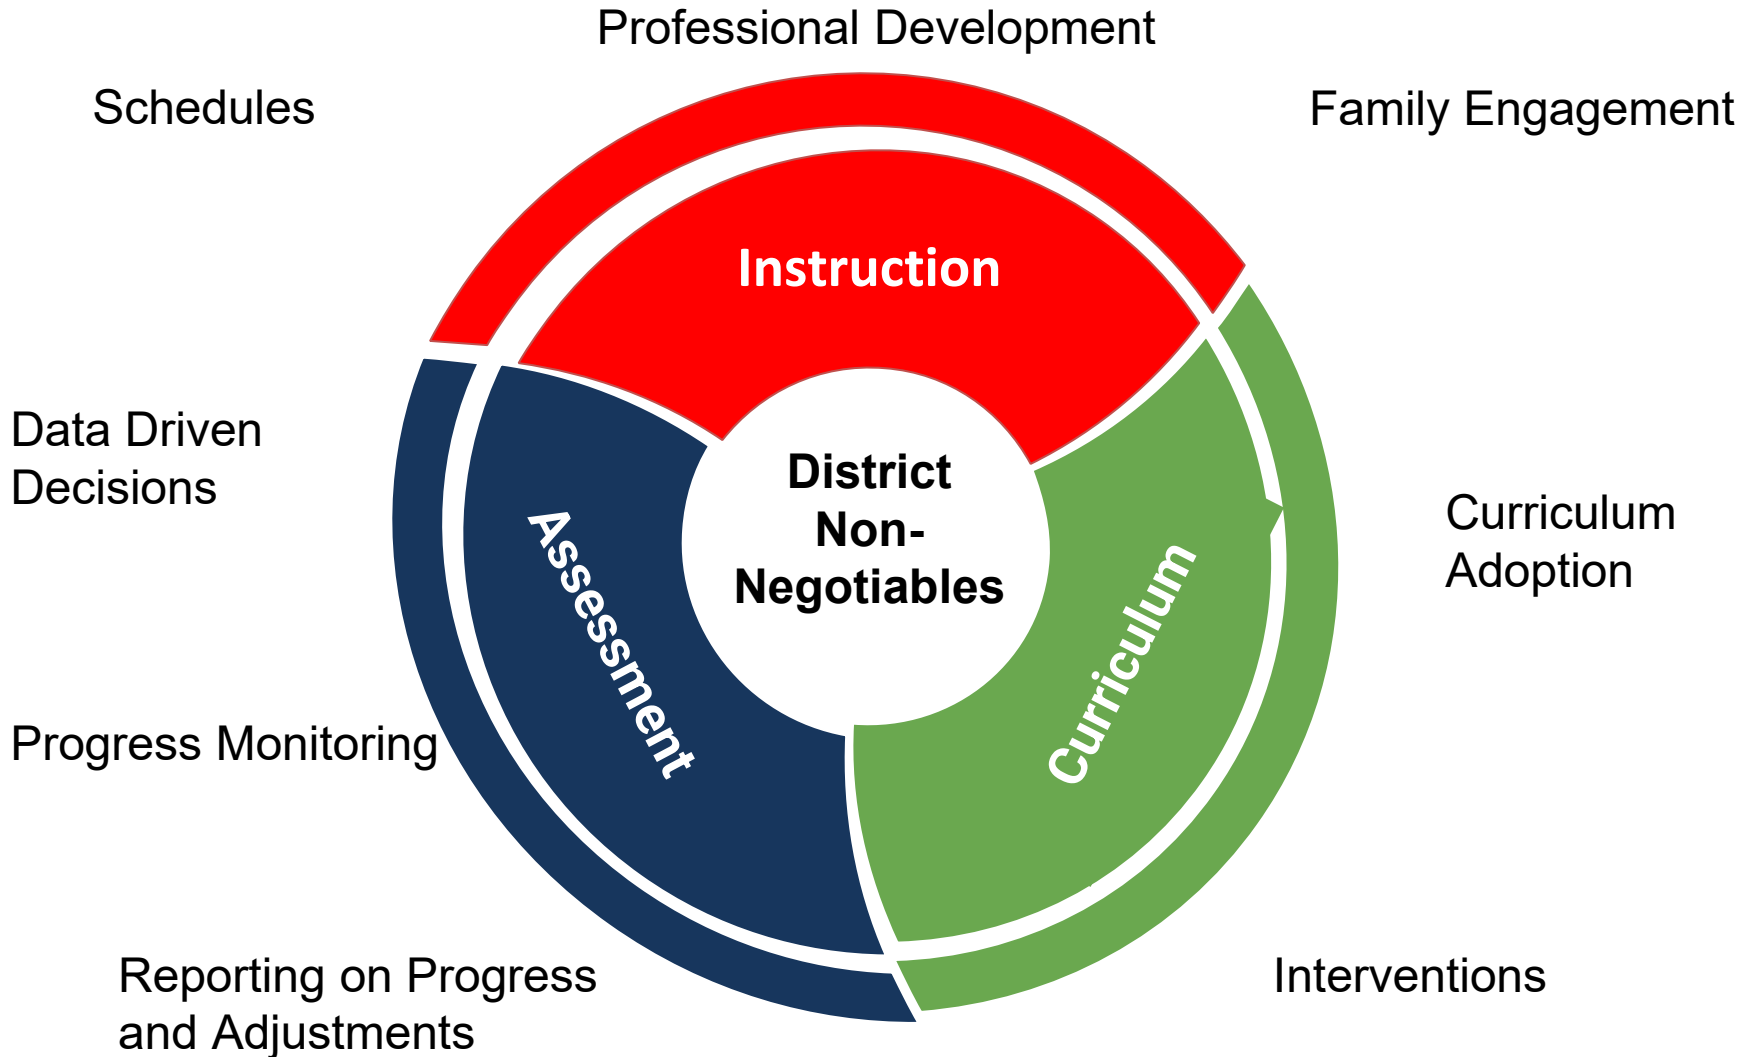 Professional Development
Schedules
Family Engagement
Instruction
Data Driven
Decisions
District
Non-
Negotiables
Curriculum
Adoption
Assessment
Curriculum
Progress Monitoring
Reporting on Progress
and Adjustments
Interventions